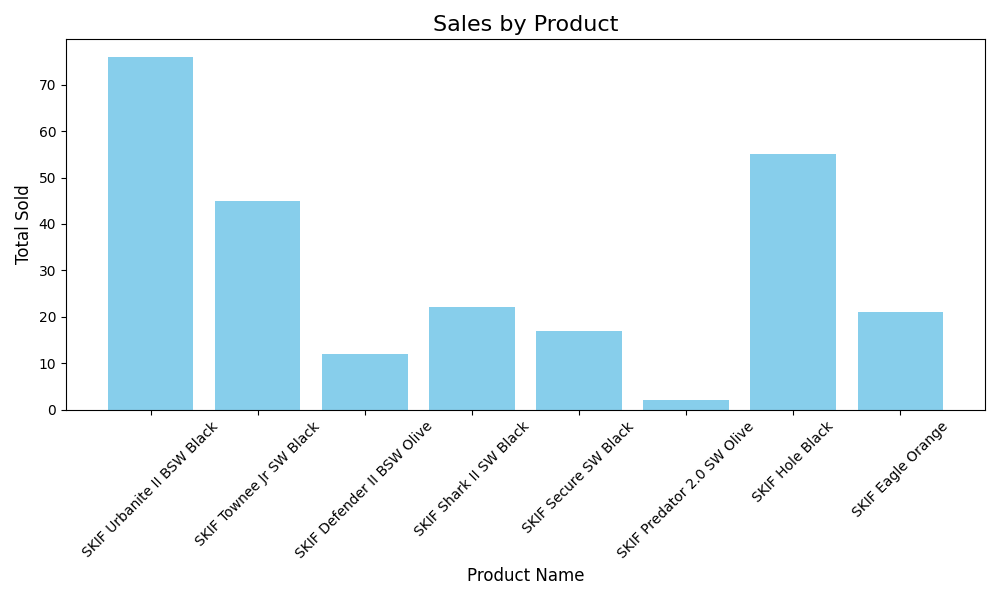 Sales by Product
Total Sold
70
60
50
40
30
20
10
0
SKIF Urbanite II BSW Black
SKIF Townee Jr SW Black
SKIF Defender II BSW Olive
SKIF Shark II SW Black
SKIF Secure SW Black
SKIF Predator 2.0 SW Olive
SKIF Hole Black
SKIF Eagle Orange
Product Name